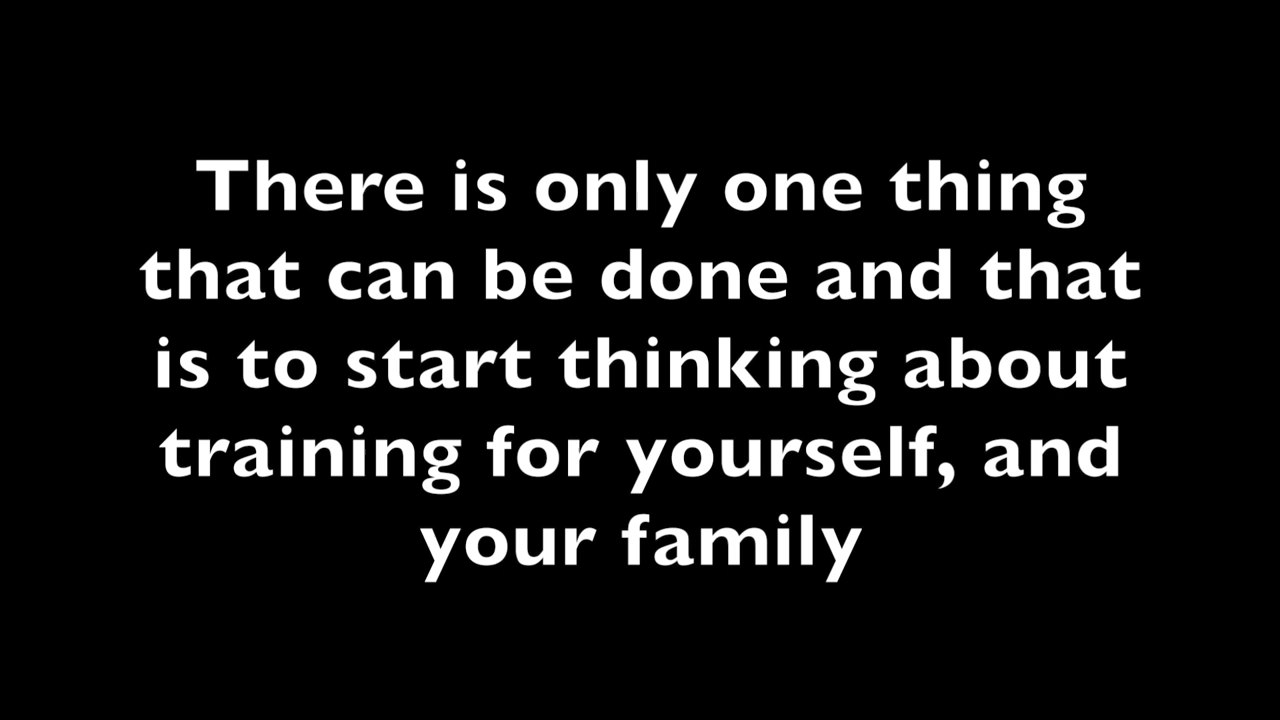 There is only one thing
that can be done and that
is to start thinking about
training for yourself, and
your family